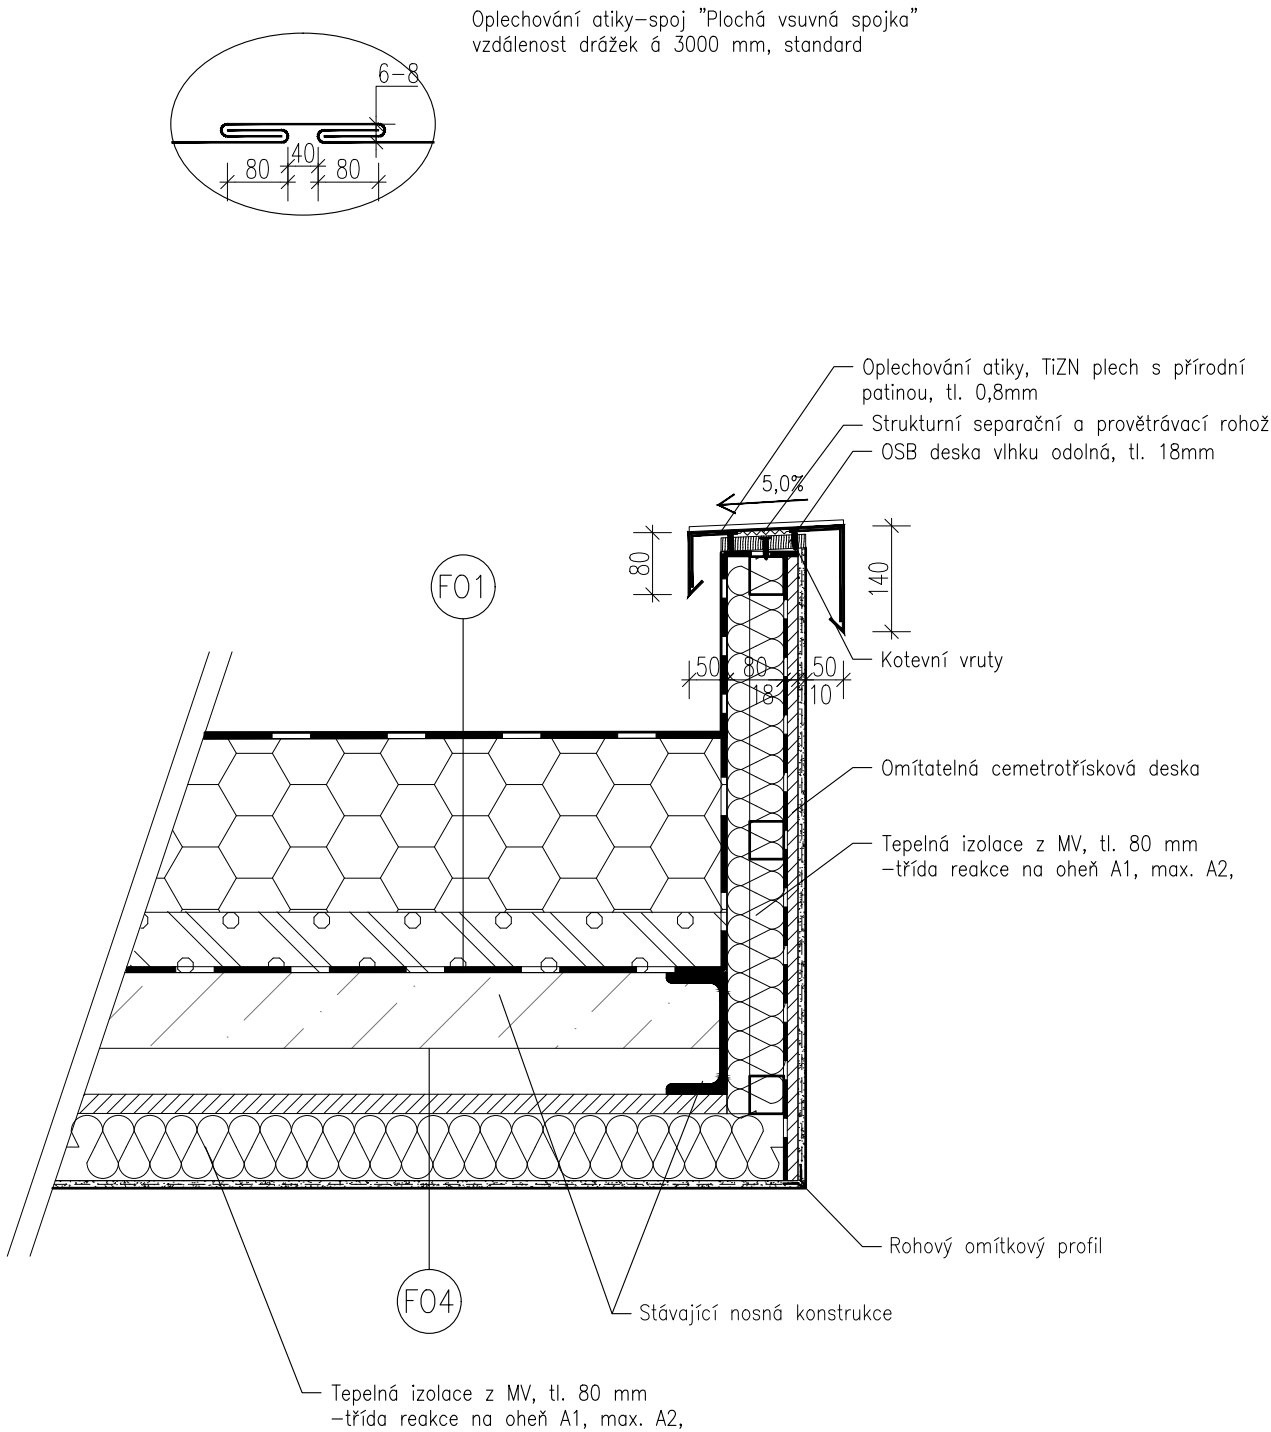 Oplechování atiky-spoj "Plochá vsuvná spojka"
vzdálenost drážek á 3000 mm, standard
6-8
40
80
80
Oplechování atiky, TiZN plech s přírodní
patinou, tl. 0,8mm
Strukturní separační a provětrávací rohož
OSB deska vlhku odolná, tl. 18mm
5,0%
80
140
F01
Kotevní vruty
50
80
50
18
10
Omítatelná cemetrotřísková deska
Tepelná izolace z MV, tl. 80 mm
-třída reakce na oheň A1, max. A2,
Rohový omítkový profil
F04
Stávající nosná konstrukce
Tepelná izolace z MV, tl. 80 mm
-třída reakce na oheň A1, max. A2,